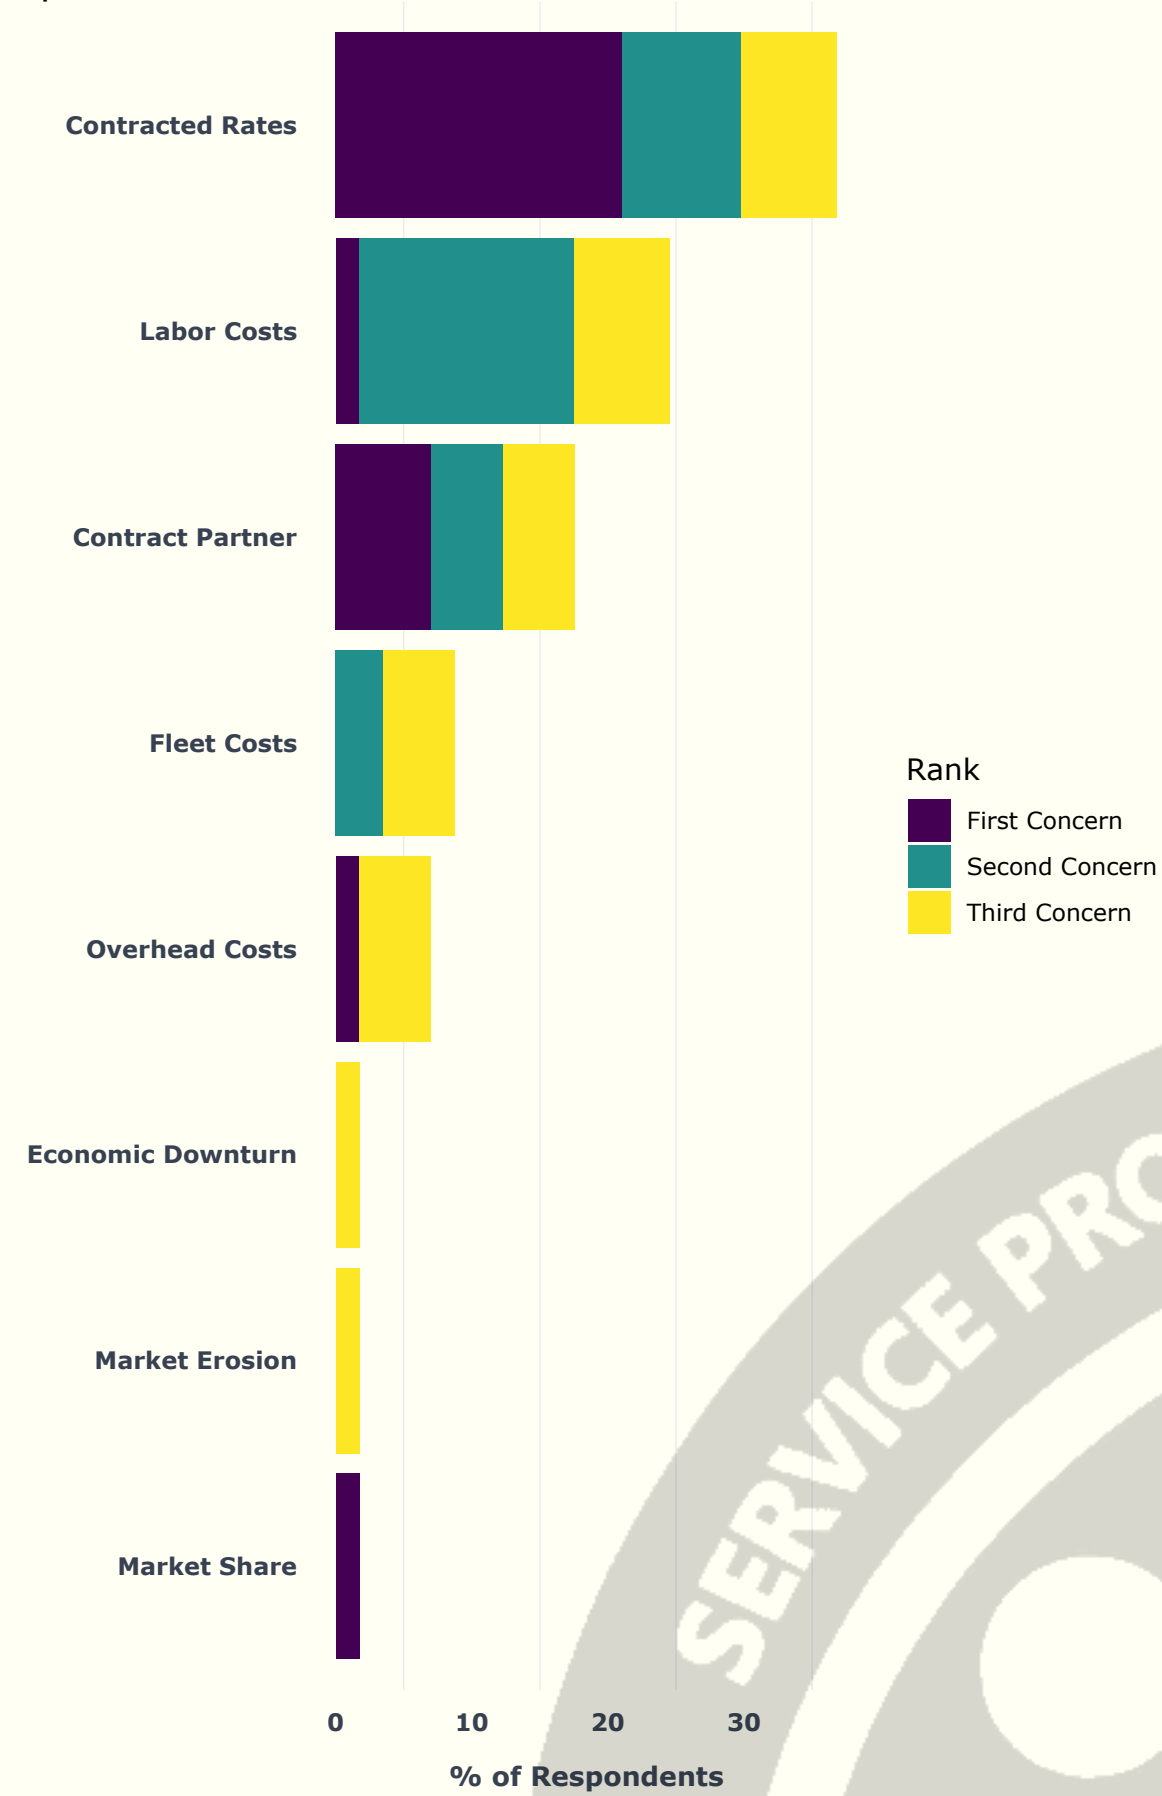 Contracted Rates
Labor Costs
Contract Partner
Fleet Costs
Overhead Costs
Economic Downturn
Market Erosion
Market Share
Rank
First Concern
Second Concern
Third Concern
SERVICE PRO
0 10 20 30
% of Respondents